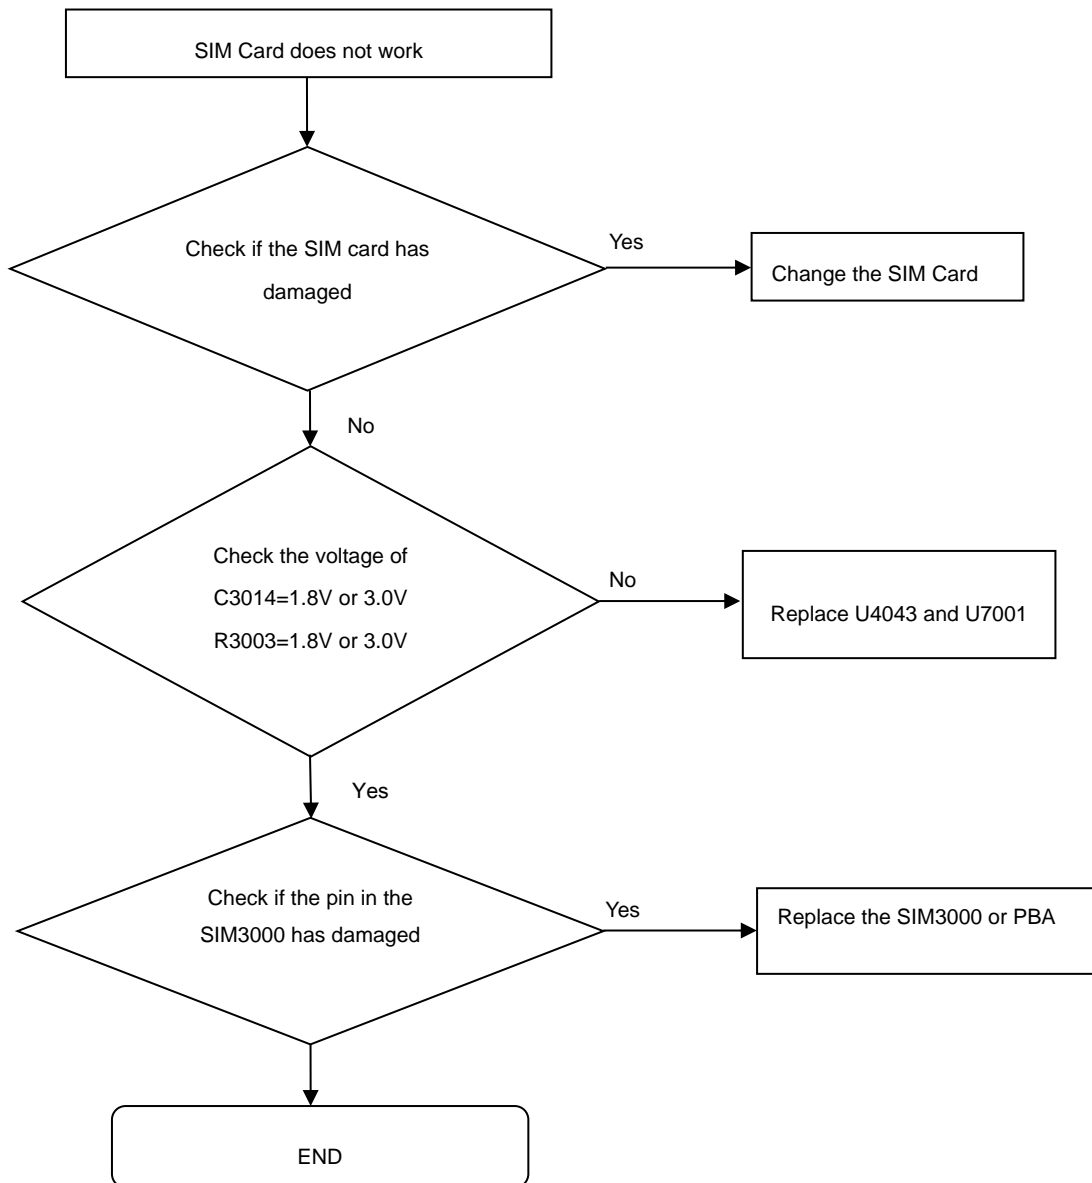 SIM Card does not work
Check if the SIM card has
damaged
Yes
Change the SIM Card
No
Check the voltage of
C3014=1.8V or 3.0V
R3003=1.8V or 3.0V
No
Replace U4043 and U7001
Yes
Check if the pin in the
SIM3000 has damaged
Yes
Replace the SIM3000 or PBA
END